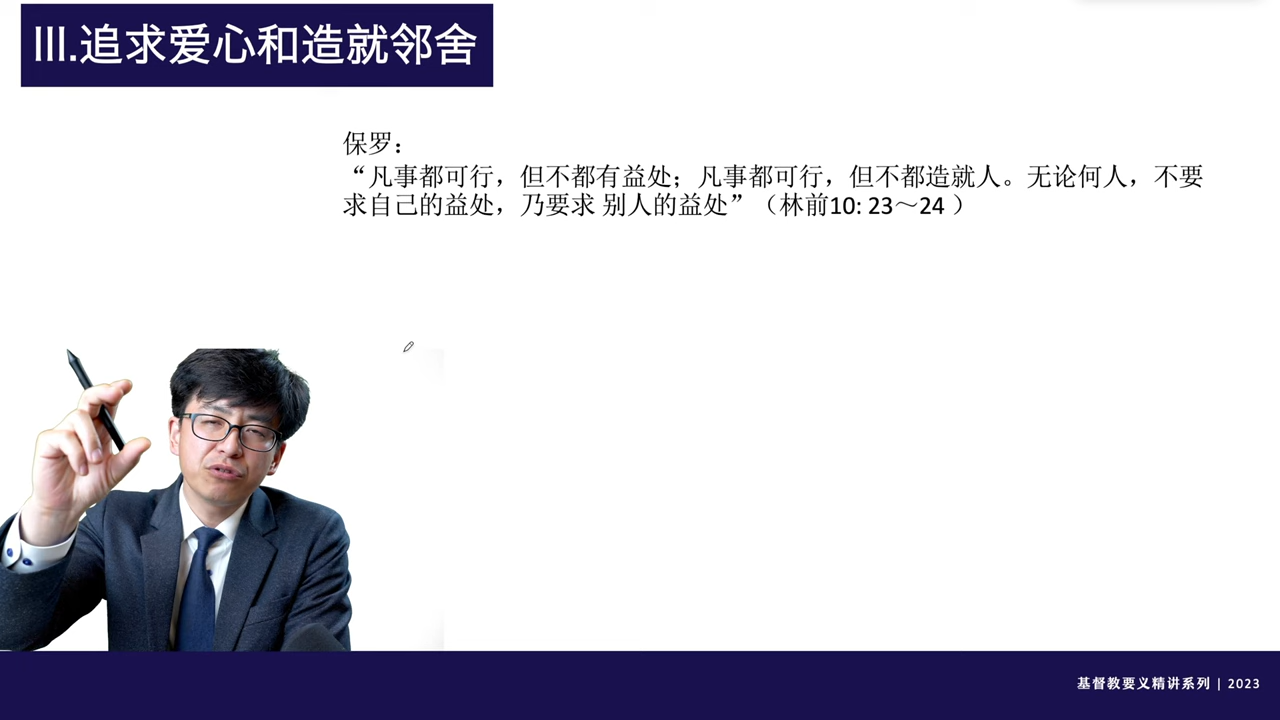 III.追求爱心和造就邻舍
保罗：
“凡事都可行，但不都有益处；凡事都可行，但不都造就人。无论何人，不要
求自己的益处，乃要求 别人的益处”（林前10: 23～24 ）
基督教要义精讲系列 | 2023